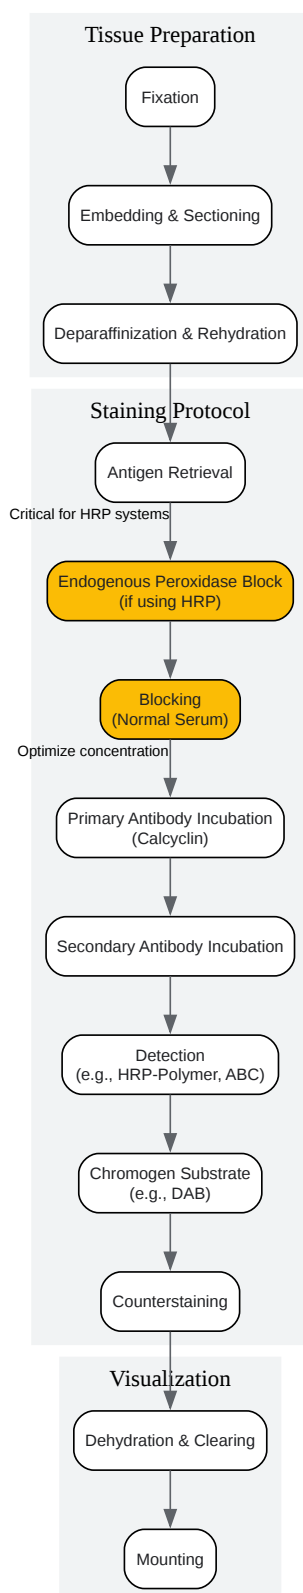 Tissue Preparation
Fixation
Embedding & Sectioning
Deparaffinization & Rehydration
Staining Protocol
Antigen Retrieval
Critical for HRP systems
Endogenous Peroxidase Block
(if using HRP)
Blocking
(Normal Serum)
Optimize concentration
Primary Antibody Incubation
(Calcyclin)
Secondary Antibody Incubation
Detection
(e.g., HRP-Polymer, ABC)
Chromogen Substrate
(e.g., DAB)
Counterstaining
Visualization
Dehydration & Clearing
Mounting